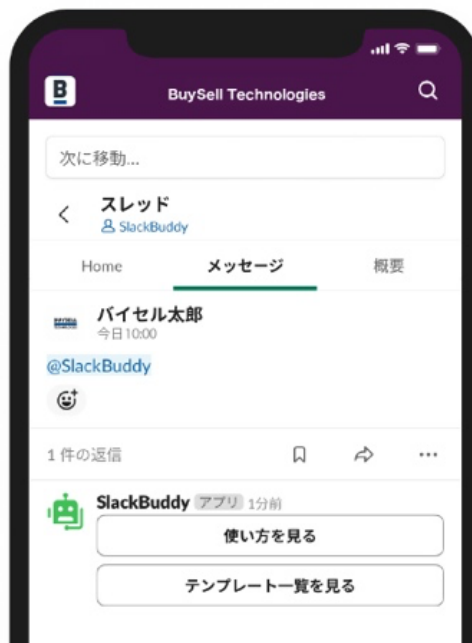 B
BuySell Technologies
次に移動...
スレッド
SlackBuddy
Home メッセージ 概要
バイセル太郎
今日10:00
@SlackBuddy
1 件の返信
SlackBuddy アプリ 1分前
使い方を見る
テンプレート一覧を見る